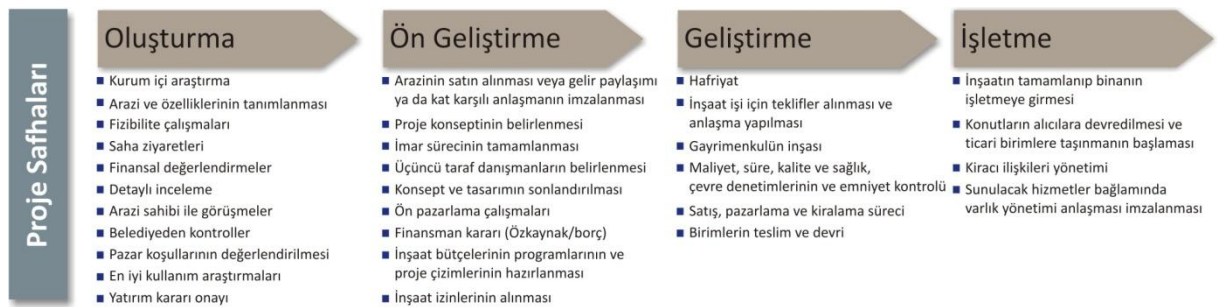 Proje Safhaları
Oluşturma
■ Kurum içi araştırma
■ Arazi ve özelliklerinin tanımlanması
■ Fizibilite çalışmaları
■ Saha ziyaretleri
■ Finansal değerlendirmeler
■ Detaylı inceleme
■ Arazi sahibi ile görüşmeler
■ Belediyeden kontroller
■ Pazar koşullarının değerlendirilmesi
■ En iyi kullanım araştırmaları
■ Yatırım kararı onayı
Ön Geliştirme
■ Arazinin satın alınması veya gelir paylaşımı
ya da kat karşılı anlaşmanın imzalanması
■ Proje konseptinin belirlenmesi
■ İmar sürecinin tamamlanması
■ Üçüncü taraf danışmanların belirlenmesi
■ Konsept ve tasarımın sonlandırılması
■ Ön pazarlama çalışmaları
■ Finansman kararı (Özkaynak/borç)
■ İnşaat bütçelerinin programlarının ve
proje çizimlerinin hazırlanması
■ İnşaat izinlerinin alınması
Geliştirme
■ Hafriyat
■ İnşaat işi için teklifler alınması ve
anlaşma yapılması
■ Gayrimenkulün inşası
■ Maliyet, süre, kalite ve sağlık,
çevre denetimlerinin ve emniyet kontrolü
■ Satış, pazarlama ve kiralama süreci
■ Birimlerin teslim ve devri
İşletme
■ İnşaatın tamamlanıp binanın
işletmeye girmesi
■ Konutların alıcılara devredilmesi ve
ticari birimlere taşınmanın başlaması
■ Kiracı ilişkileri yönetimi
■ Sunulacak hizmetler bağlamında
varlık yönetimi anlaşması imzalanması